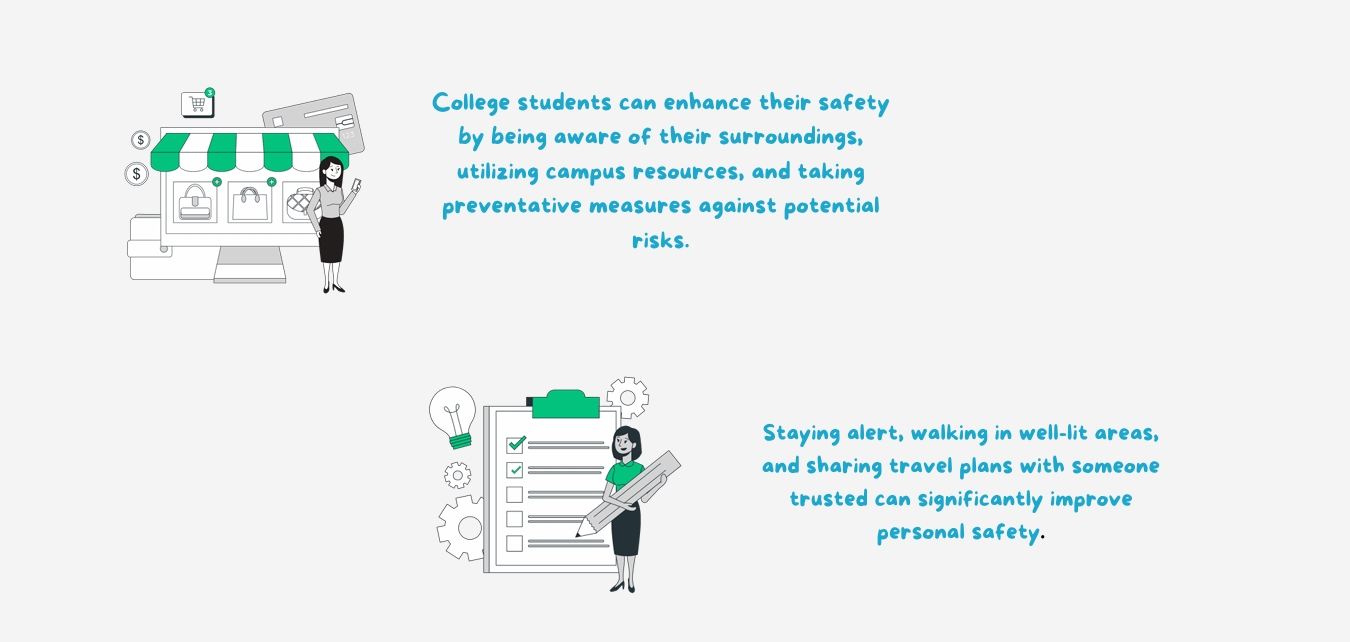 3
$
$
College students can enhance their safety
by being aware of their surroundings,
utilizing campus resources, and taking
preventative measures against potential
risks.
Staying alert, walking in well-lit areas,
and sharing travel plans with someone
trusted can significantly improve
personal safety.